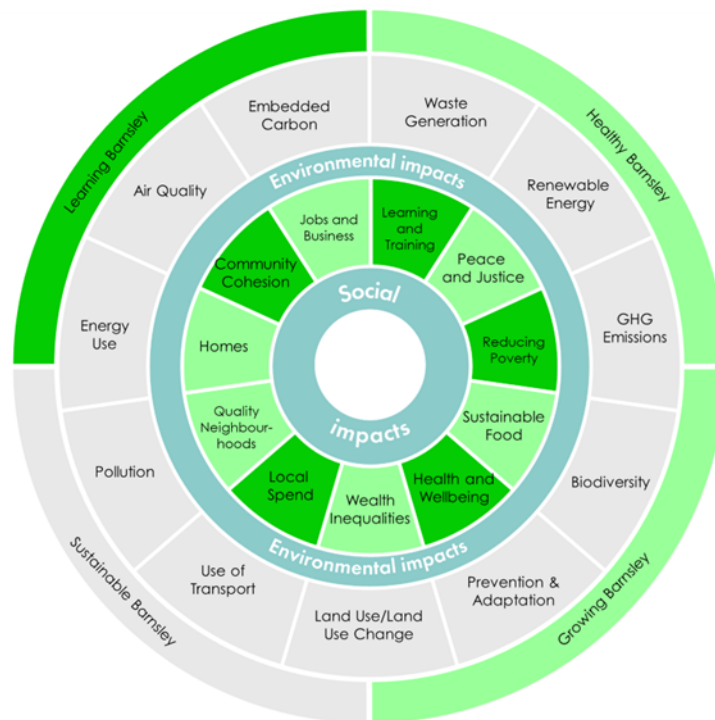 Learning Barnsley
Healthy Barnsley
Growing Barnsley
Sustainable Barnsley
Embedded
Carbon
Waste
Generation
Renewable
Energy
GHG
Emissions
Biodiversity
Prevention &
Adaptation
Land Use/Land
Use Change
Use of
Transport
Pollution
Energy
Use
Air Quality
Environmental impacts
Jobs and
Business
Learning
and
Training
Peace
and Justice
Reducing
Poverty
Sustainable
Food
Health and
Wellbeing
Wealth
Inequalities
Local
Spend
Quality
Neighbour-
hoods
Homes
Community
Cohesion
Social
impacts
Environmental impacts